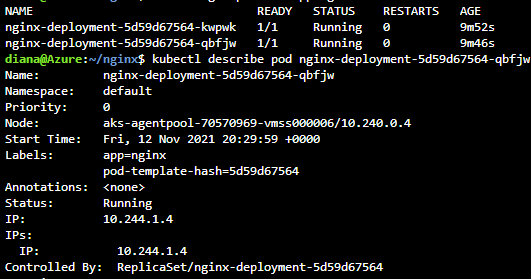 NAME READY STATUS RESTARTS AGE
nginx-deployment-5d59d67564-kwpwk 1/1 Running 0 9m52s
nginx-deployment-5d59d67564-qbfjw 1/1 Running 0 9m46s
diana@Azure:~/nginx$ kubectl describe pod nginx-deployment-5d59d67564-qbfjw
Name: nginx-deployment-5d59d67564-qbfjw
Namespace: default
Priority: 0
Node: aks-agentpool-70570969-vmss000006/10.240.0.4
Start Time: Fri, 12 Nov 2021 20:29:59 +0000
Labels: app=nginx
pod-template-hash=5d59d67564
Annotations: <none>
Status: Running
IP: 10.244.1.4
IPs:
IP: 10.244.1.4
Controlled By: ReplicaSet/nginx-deployment-5d59d67564